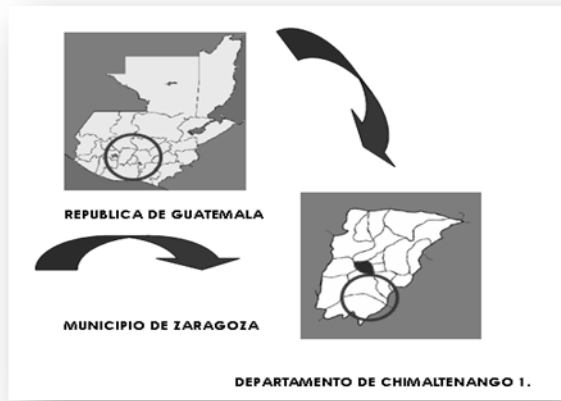 REPUBLICA DE GUATEMALA
MUNICIPIO DE ZARAGOZA
DEPARTAMENTO DE CHIMALTENANGO 1.